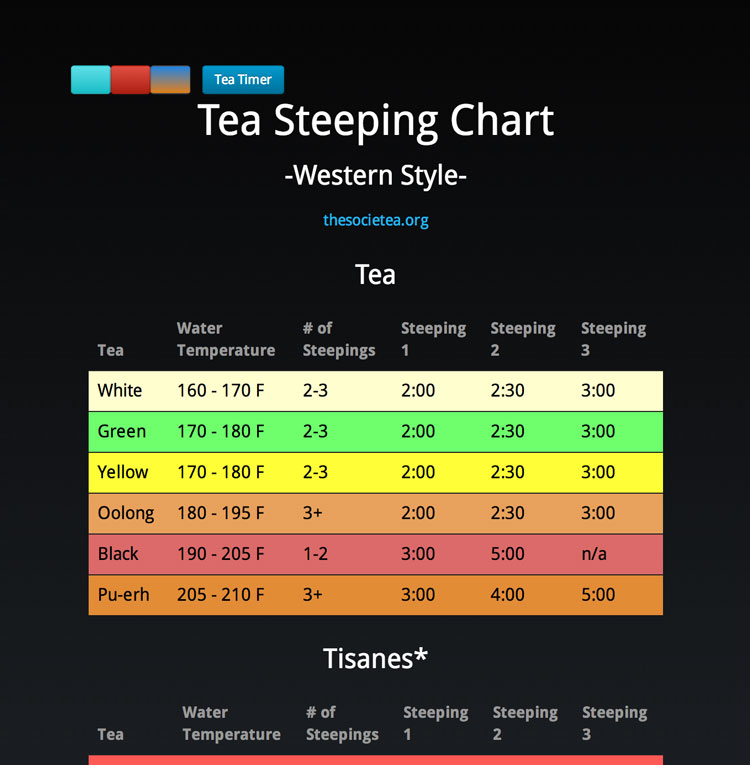 Tea Timer
Tea Steeping Chart
-Western Style-
thesocietea.org
Tea
Tea Water Temperature # of Steepings Steeping 1 Steeping 2 Steeping 3
White 160 - 170 F 2-3 2:00 2:30 3:00
Green 170 - 180 F 2-3 2:00 2:30 3:00
Yellow 170 - 180 F 2-3 2:00 2:30 3:00
Oolong 180 - 195 F 3+ 2:00 2:30 3:00
Black 190 - 205 F 1-2 3:00 5:00 n/a
Pu-erh 205 - 210 F 3+ 3:00 4:00 5:00
Tisanes*
Tea Water Temperature # of Steepings Steeping 1 Steeping 2 Steeping 3